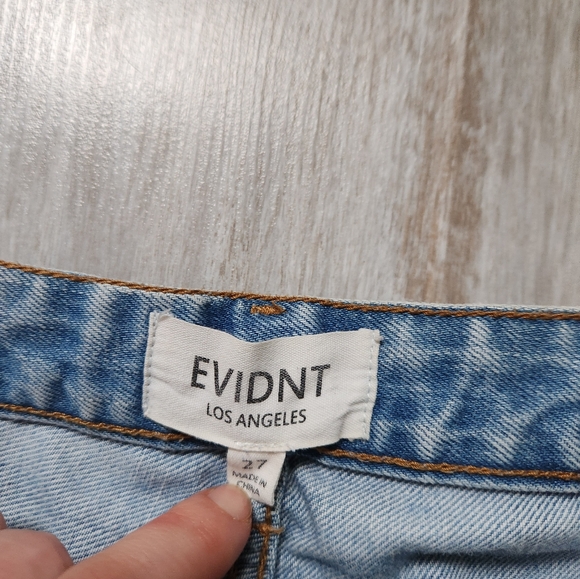 EVIDNT
LOS ANGELES
27
MADE IN
CHINA